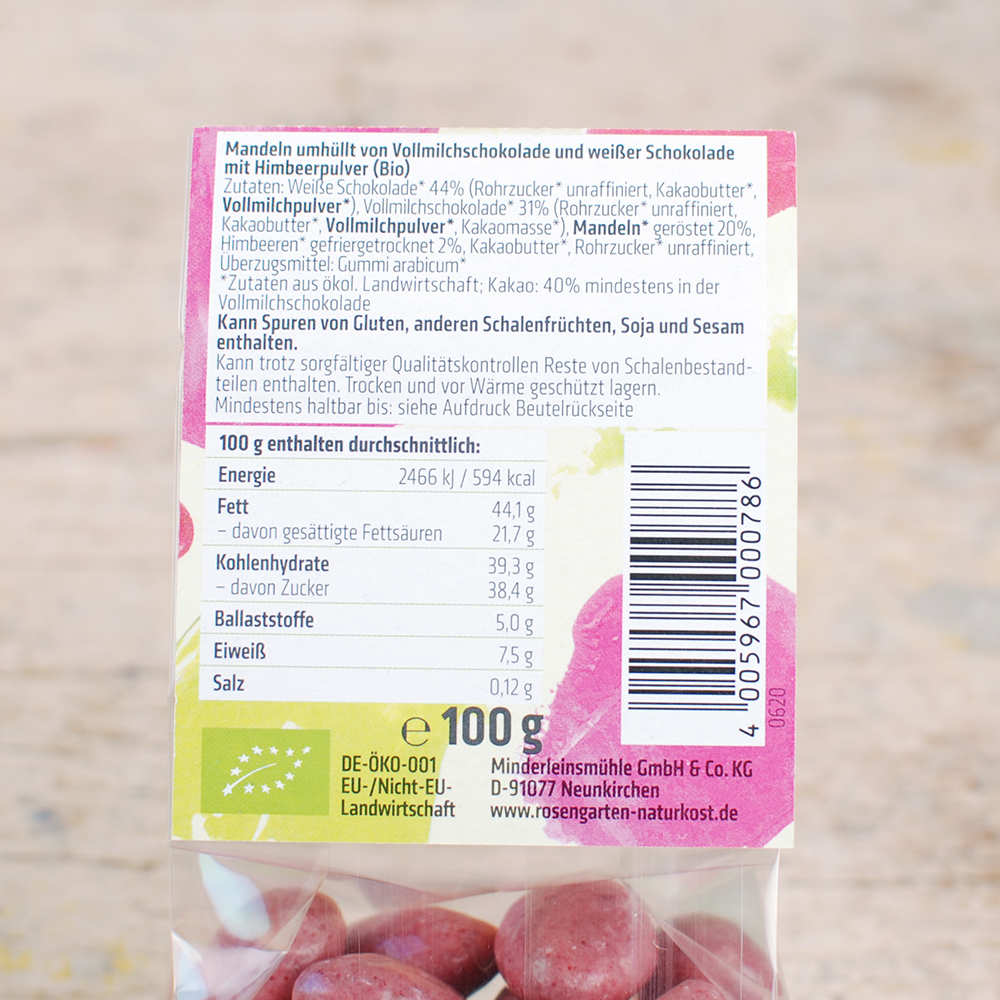 Mandeln umhüllt von Vollmilchschokolade und weißer Schokolade
mit Himbeerpulver (Bio)
Zutaten: Weiße Schokolade* 44% (Rohrzucker* unraffiniert, Kakaobutter*,
Vollmilchpulver*), Vollmilchschokolade* 31% (Rohrzucker* unraffiniert,
Kakaobutter*, Vollmilchpulver*, Kakaomasse*), Mandeln* geröstet 20%,
Himbeeren* gefriergetrocknet 2%, Kakaobutter*, Rohrzucker* unraffiniert,
Überzugsmittel: Gummi arabicum*
*Zutaten aus ökol. Landwirtschaft; Kakao: 40% mindestens in der
Vollmilchschokolade
Kann Spuren von Gluten, anderen Schalenfrüchten, Soja und Sesam
enthalten.
Kann trotz sorgfältiger Qualitätskontrollen Reste von Schalenbestand-
teilen enthalten. Trocken und vor Wärme geschützt lagern.
Mindestens haltbar bis: siehe Aufdruck Beutelrückseite
100 g enthalten durchschnittlich:
Energie 2466 kJ / 594 kcal
Fett 44,1 g
– davon gesättigte Fettsäuren 21,7 g
Kohlenhydrate 39,3 g
– davon Zucker 38,4 g
Ballaststoffe 5,0 g
Eiweiß 7,5 g
Salz 0,12 g
4 005967 000786
0620
℮ 100 g
DE-ÖKO-001
EU-/Nicht-EU-
Landwirtschaft
Minderleinsmühle GmbH & Co. KG
D-91077 Neunkirchen
www.rosengarten-naturkost.de